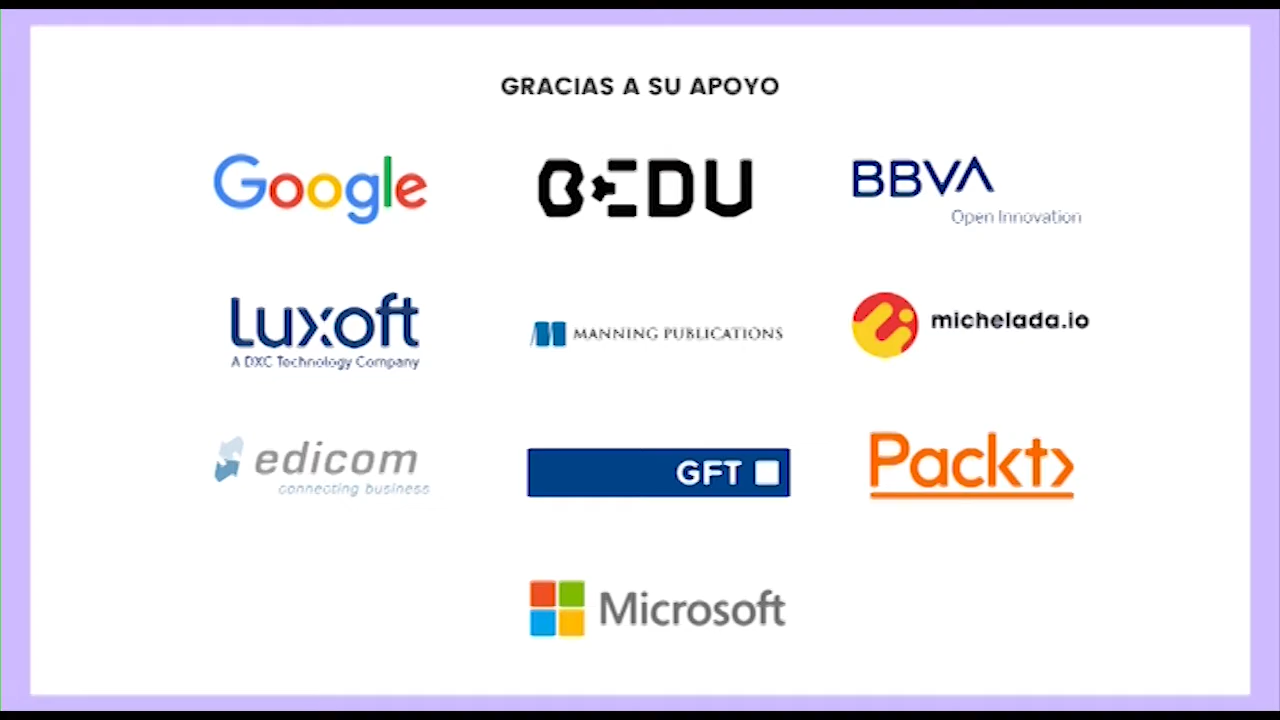 GRACIAS A SU APOYO
Google
BEDU
BBVA
Open Innovation
Luxoft
A DXC Technology Company
MANNING PUBLICATIONS
michelada.io
edicom
connecting business
GFT
Packt
Microsoft